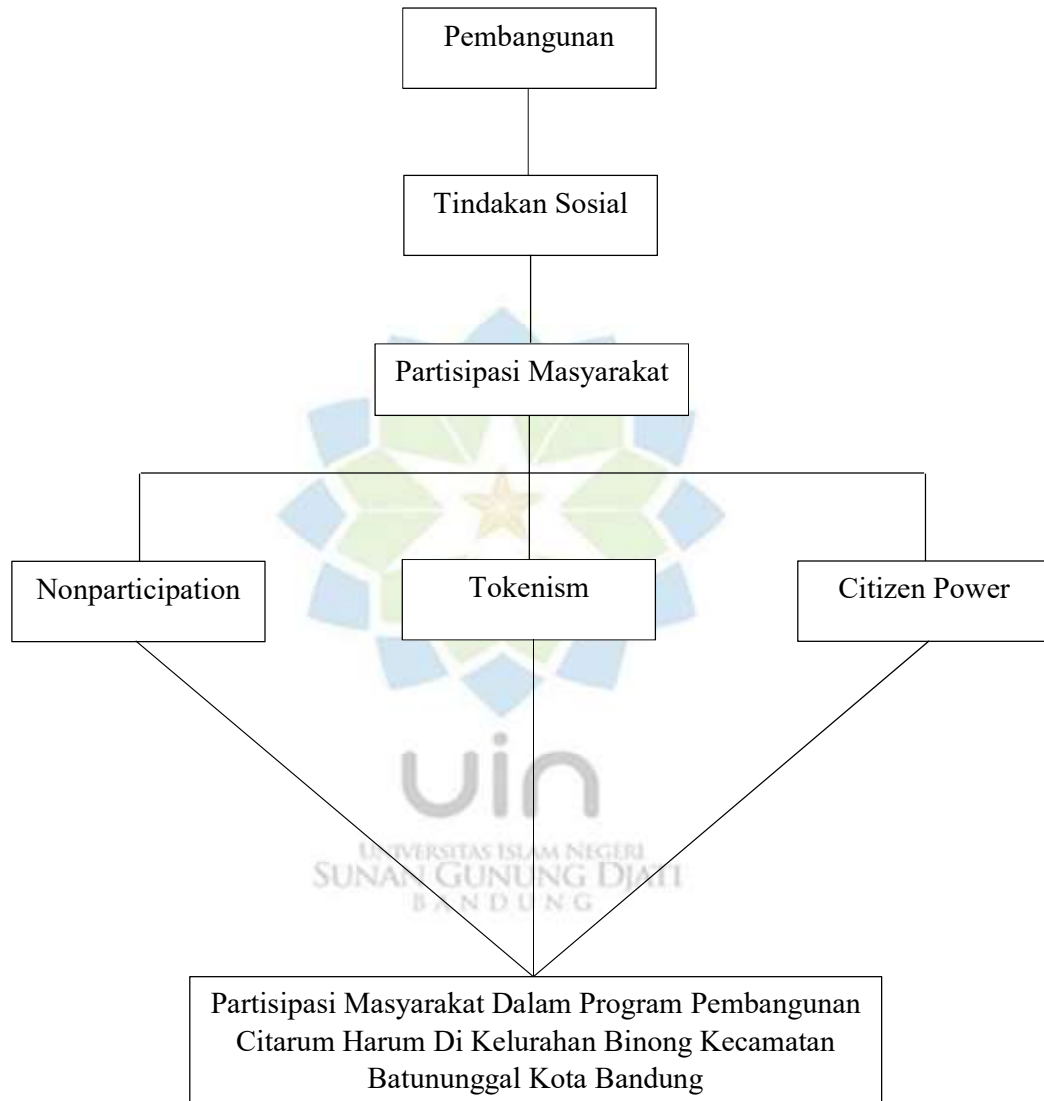 Pembangunan
Tindakan Sosial
Partisipasi Masyarakat
Nonparticipation
Tokenism
Citizen Power
uin
UNIVERSITAS ISLAM NEGERI
SUNAN GUNUNG DJATI
BANDUNG
Partisipasi Masyarakat Dalam Program Pembangunan
Citarum Harum Di Kelurahan Binong Kecamatan
Batununggal Kota Bandung